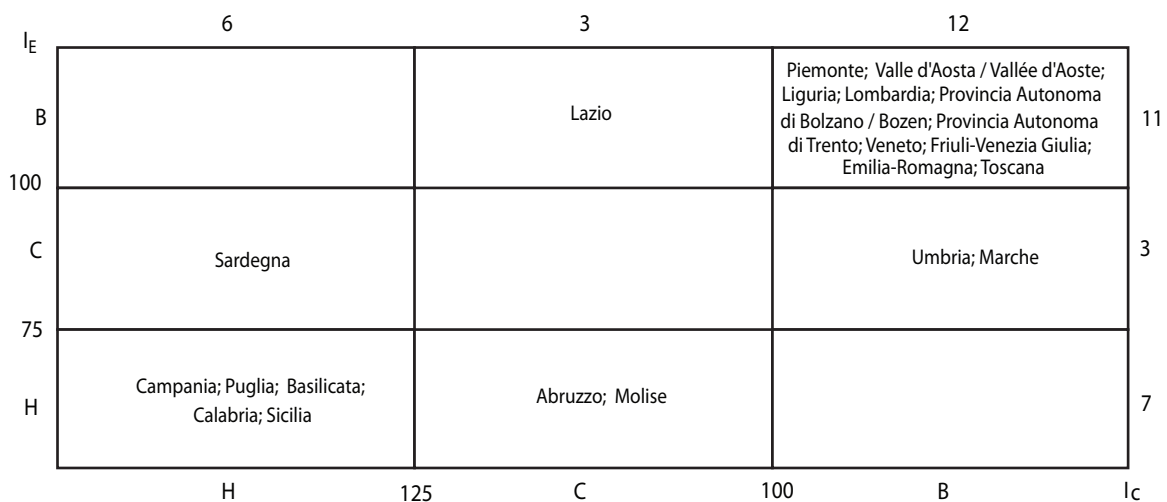 6 3 12
I_E
B
Lazio
Piemonte; Valle d'Aosta / Vallée d'Aoste;
Liguria; Lombardia; Provincia Autonoma
di Bolzano / Bozen; Provincia Autonoma
di Trento; Veneto; Friuli-Venezia Giulia;
Emilia-Romagna; Toscana
11
100
C
Sardegna
Umbria; Marche
3
75
H
Campania; Puglia; Basilicata;
Calabria; Sicilia
Abruzzo; Molise
7
H 125 C 100 B I_C